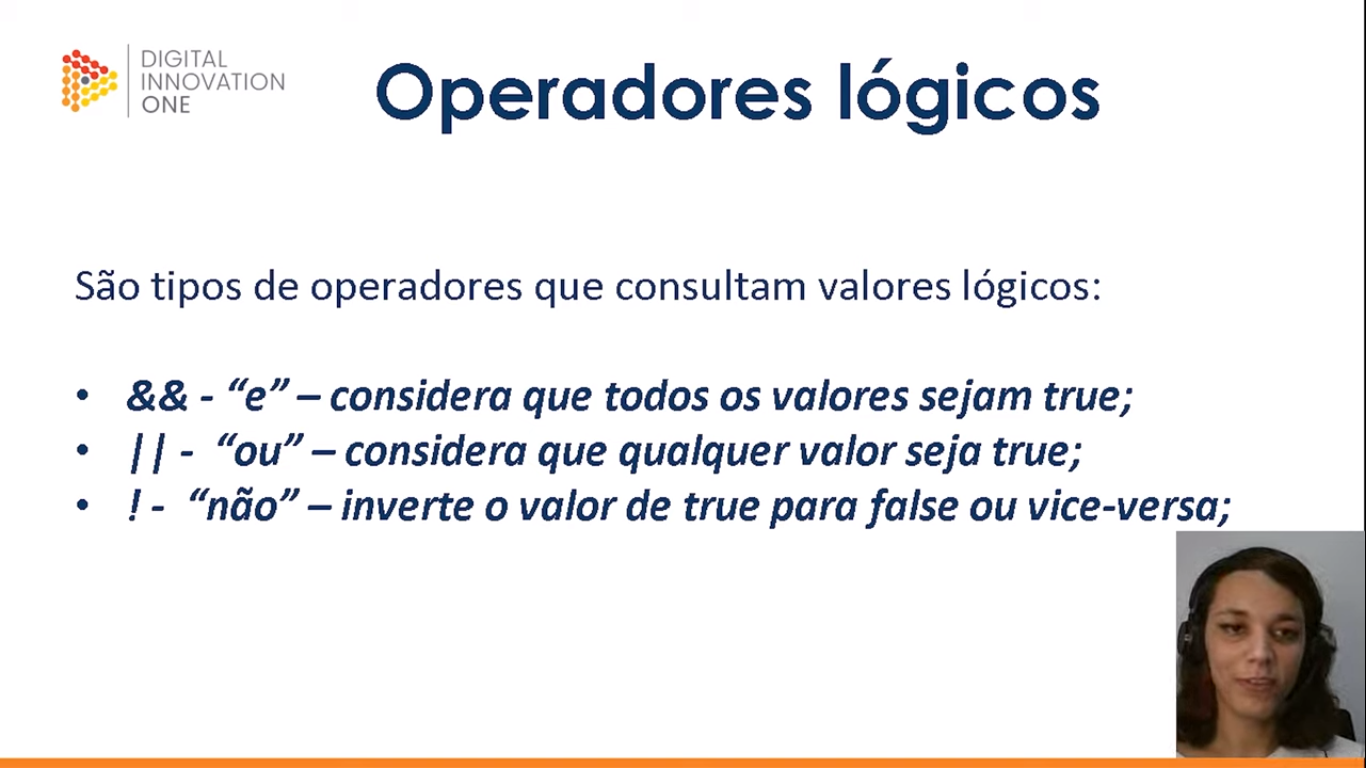 DIGITAL
INNOVATION
ONE
Operadores lógicos
São tipos de operadores que consultam valores lógicos:
• && - “e” – considera que todos os valores sejam true;
• || - “ou” – considera que qualquer valor seja true;
• ! - “não” – inverte o valor de true para false ou vice-versa;